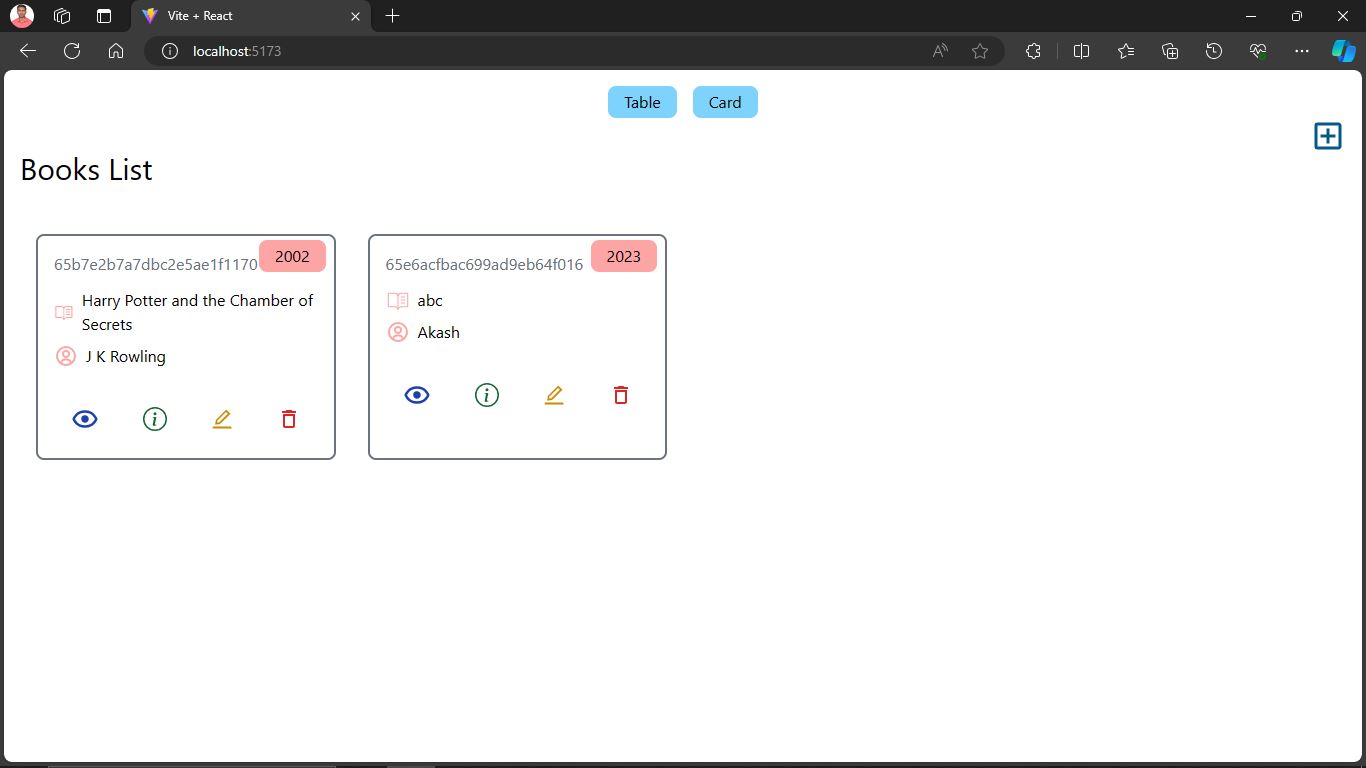 Vite + React
localhost:5173
Table
Card
Books List
65b7e2b7a7dbc2e5ae1f1170
2002
Harry Potter and the Chamber of
Secrets
J K Rowling
65e6acfbac699ad9eb64f016
2023
abc
Akash